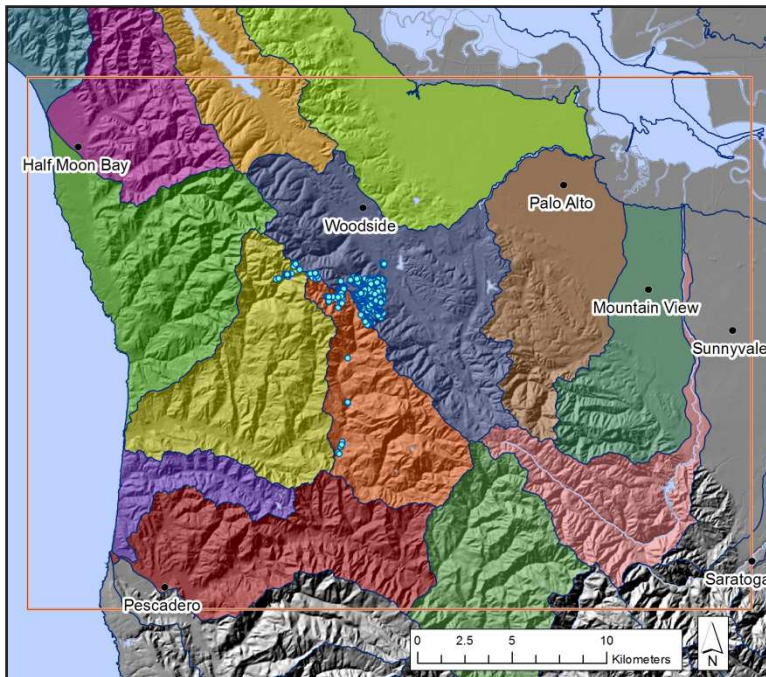 Half Moon Bay
Woodside
Palo Alto
Mountain View
Sunnyvale
Saratoga
Pescadero
0 2.5 5 10
Kilometers
N